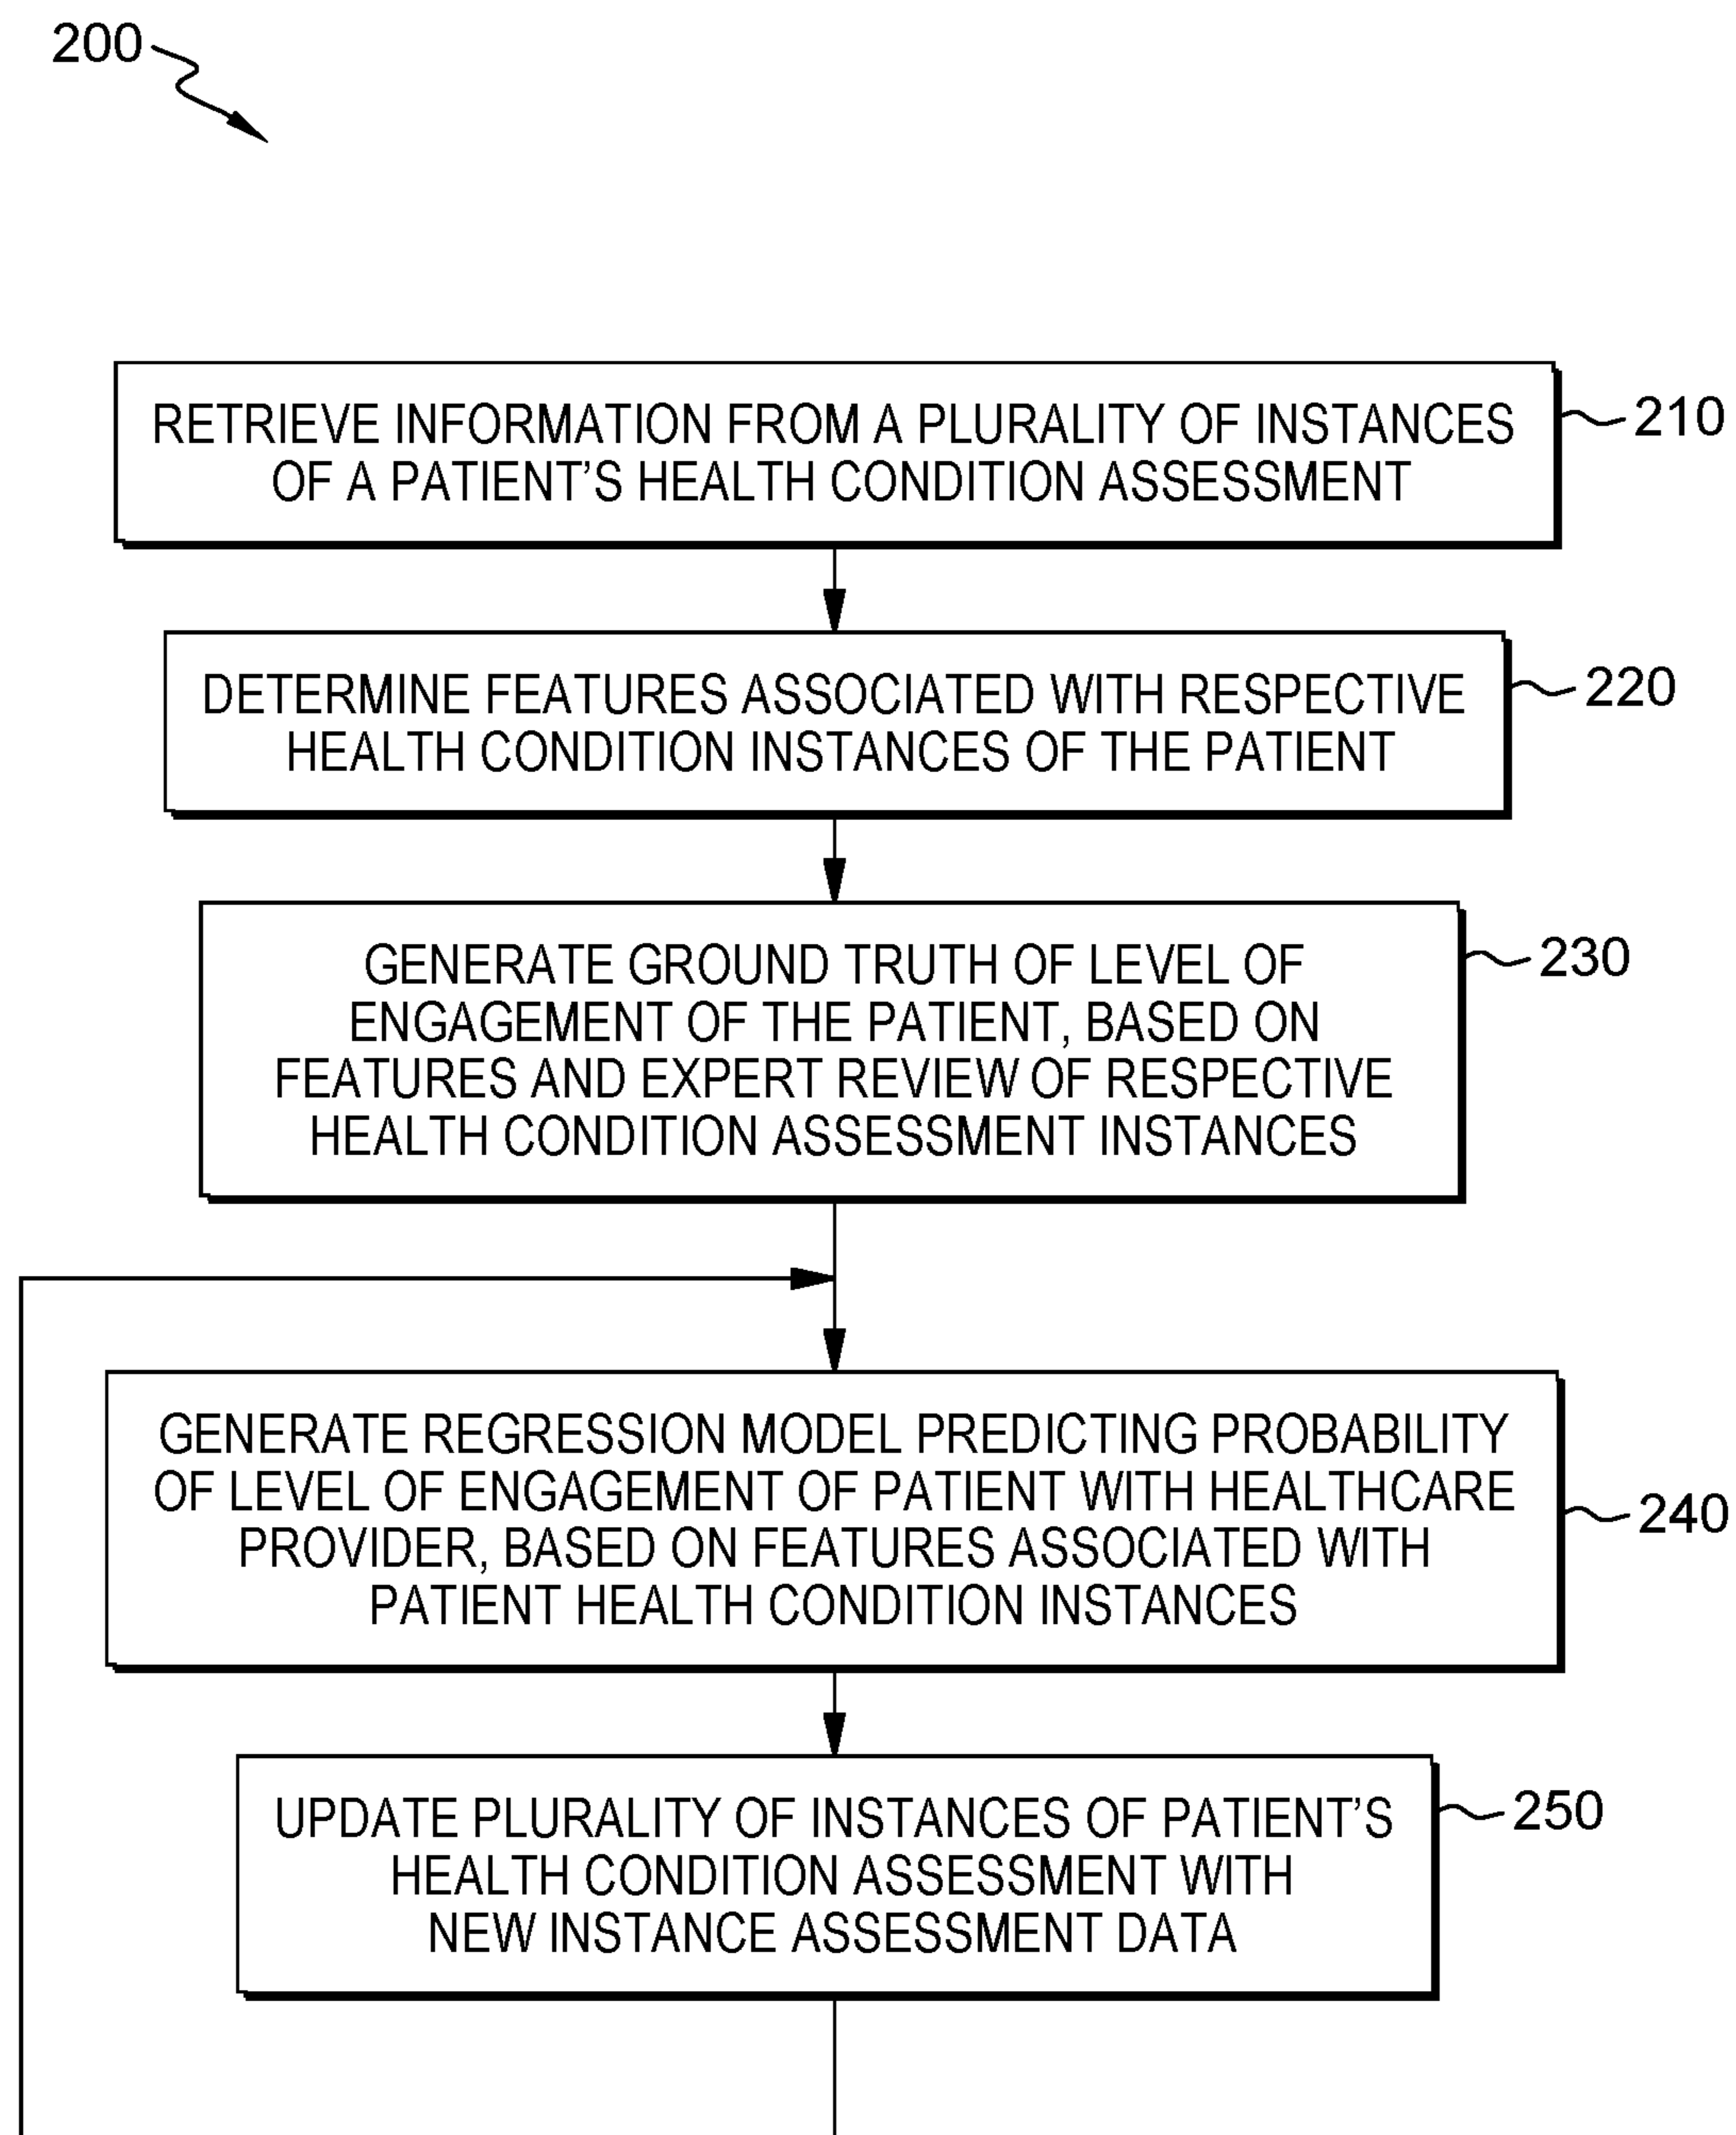 200
RETRIEVE INFORMATION FROM A PLURALITY OF INSTANCES
OF A PATIENT’S HEALTH CONDITION ASSESSMENT
210
DETERMINE FEATURES ASSOCIATED WITH RESPECTIVE
HEALTH CONDITION INSTANCES OF THE PATIENT
220
GENERATE GROUND TRUTH OF LEVEL OF
ENGAGEMENT OF THE PATIENT, BASED ON
FEATURES AND EXPERT REVIEW OF RESPECTIVE
HEALTH CONDITION ASSESSMENT INSTANCES
230
GENERATE REGRESSION MODEL PREDICTING PROBABILITY
OF LEVEL OF ENGAGEMENT OF PATIENT WITH HEALTHCARE
PROVIDER, BASED ON FEATURES ASSOCIATED WITH
PATIENT HEALTH CONDITION INSTANCES
240
UPDATE PLURALITY OF INSTANCES OF PATIENT’S
HEALTH CONDITION ASSESSMENT WITH
NEW INSTANCE ASSESSMENT DATA
250